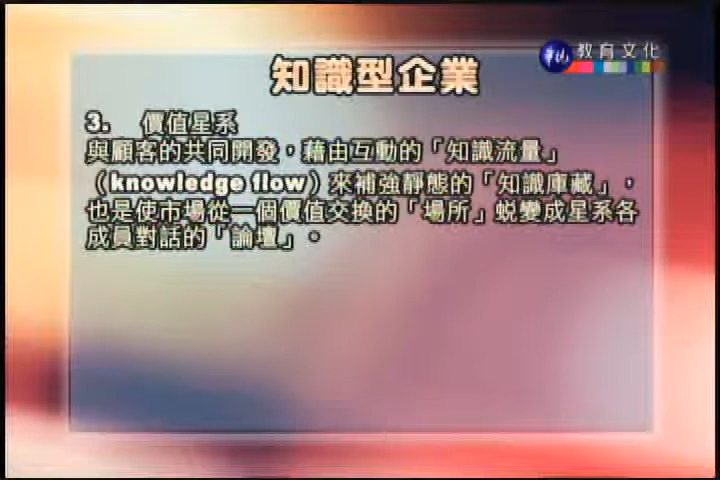 華視
教育文化
知識型企業
3. 價值星系
與顧客的共同開發，藉由互動的「知識流量」
（knowledge flow）來補強靜態的「知識庫藏」，
也是使市場從一個價值交換的「場所」蛻變成星系各
成員對話的「論壇」。